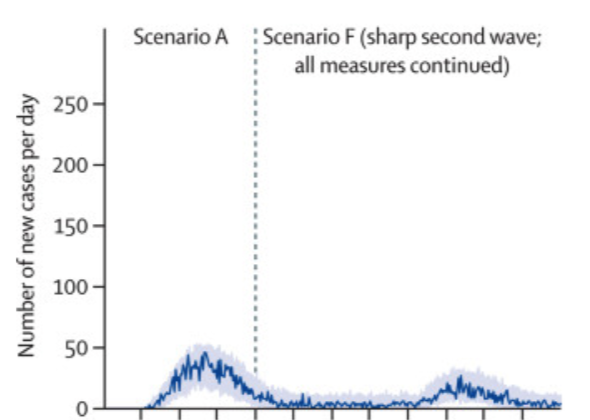 Scenario A
Scenario F (sharp second wave;
all measures continued)
Number of new cases per day
250
200
150
100
50
0